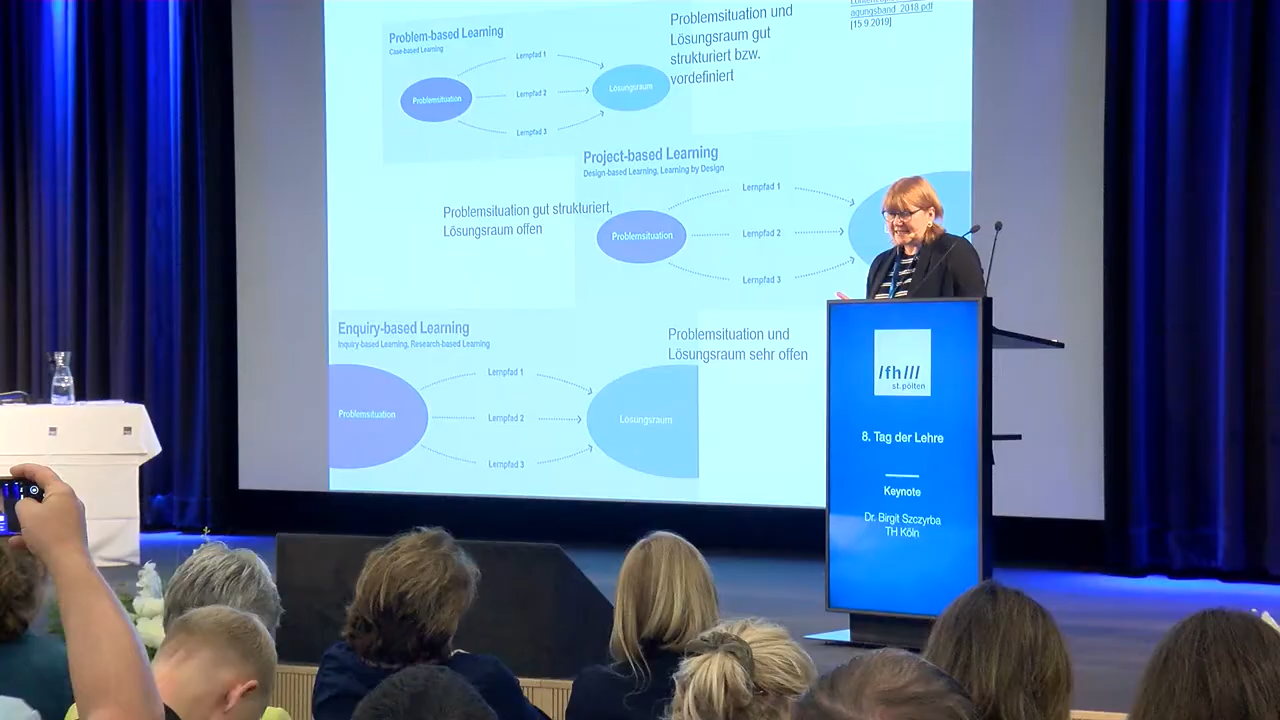 Problem-based Learning
Case-based Learning
Problemsituation
Lernpfad 1
Lernpfad 2
Lernpfad 3
Lösungsraum
Problemsituation und
Lösungsraum gut
strukturiert bzw.
vordefiniert
agungsband_2018.pdf
[15.9.2019]
Project-based Learning
Design-based Learning, Learning by Design
Problemsituation gut strukturiert,
Lösungsraum offen
Problemsituation
Lernpfad 1
Lernpfad 2
Lernpfad 3
Enquiry-based Learning
Inquiry-based Learning, Research-based Learning
Problemsituation
Lernpfad 1
Lernpfad 2
Lernpfad 3
Lösungsraum
Problemsituation und
Lösungsraum sehr offen
/fh///
st.pölten
8. Tag der Lehre
Keynote
Dr. Birgit Szczyrba
TH Köln